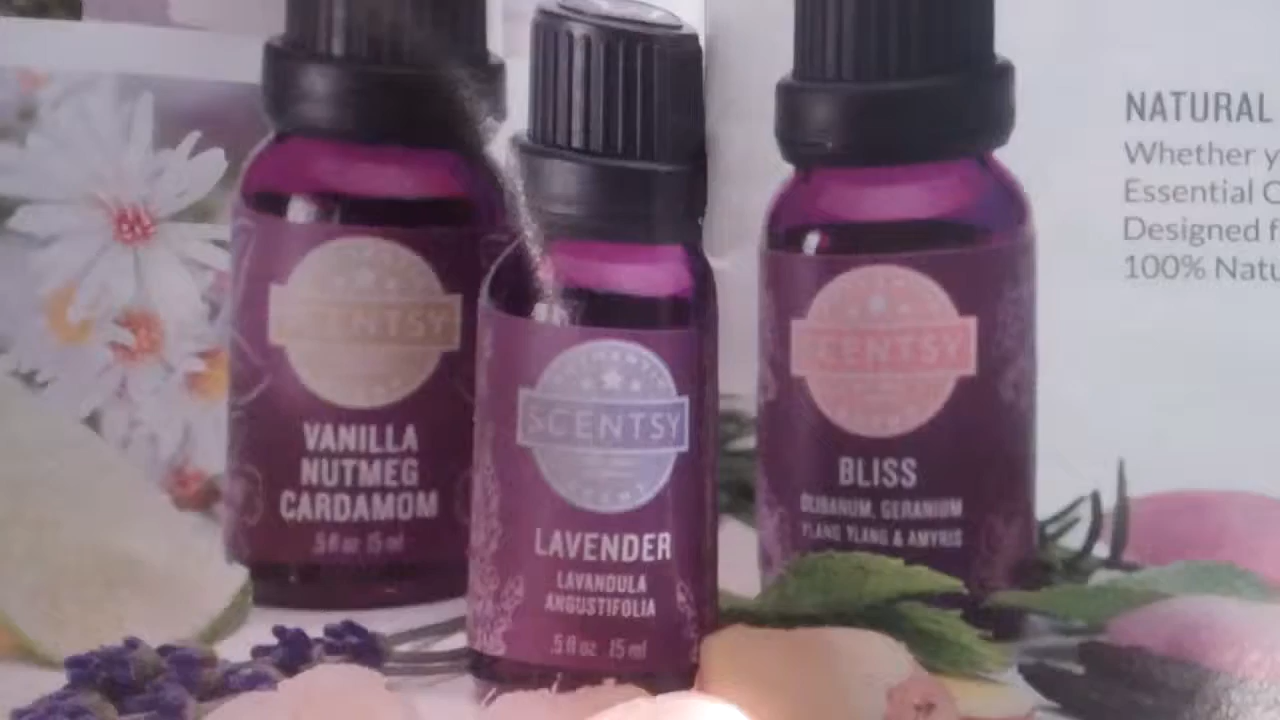 SCENTSY
VANILLA
NUTMEG
CARDAMOM
.5 fl oz 15 ml
SCENTSY
LAVENDER
LAVANDULA
ANGUSTIFOLIA
.5 fl oz 15 ml
SCENTSY
BLISS
OLIBANUM, GERANIUM
YLANG YLANG & AMYRIS
NATURAL
Whether y
Essential O
Designed f
100% Natu